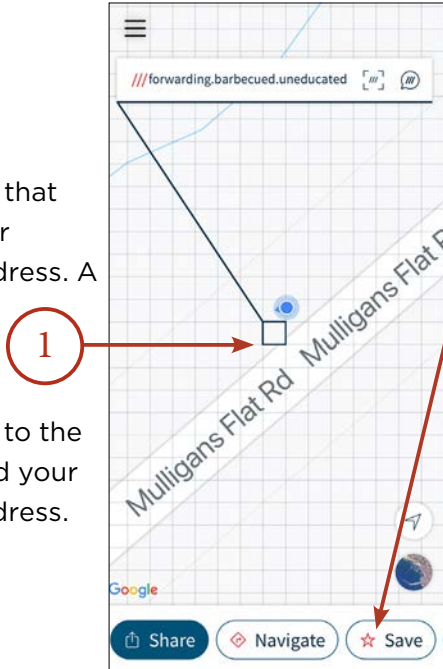 ///forwarding.barbecued.uneducated
that
r
dress. A
1
to the
d your
dress.
Mulligans Flat Rd
Mulligans Flat R
Google
Share
Navigate
Save